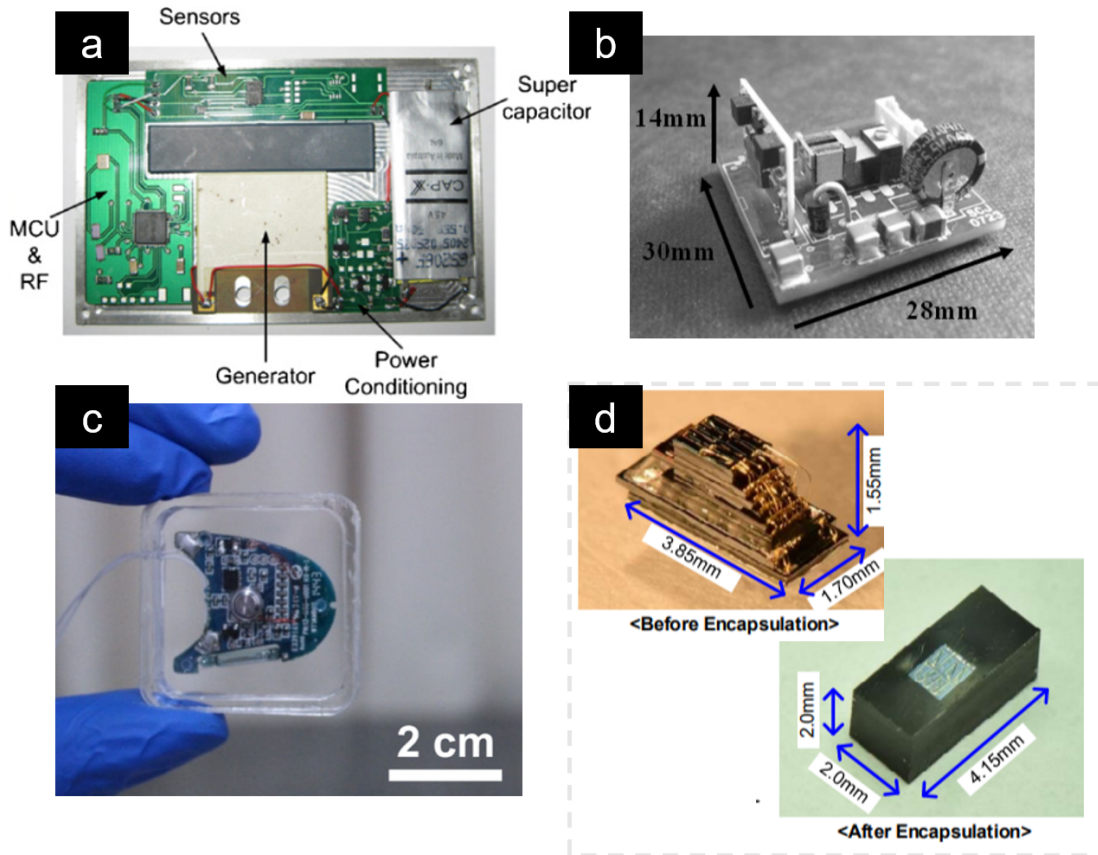 a
Sensors
Super
capacitor
MCU
&
RF
Generator
Power
Conditioning
CAP-XX
b
14mm
30mm
28mm
c
2 cm
d
1.55mm
3.85mm
1.70mm
<Before Encapsulation>
2.0mm
2.0mm
4.15mm
<After Encapsulation>